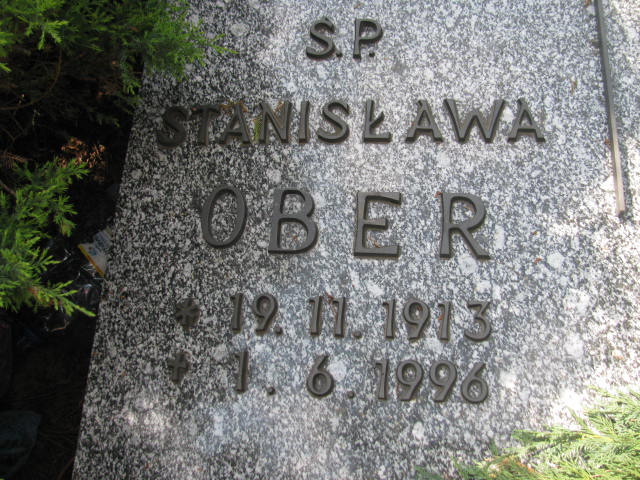 S.P.
STANISŁAWA
OBER
* 19. 11. 1913
† 1. 6. 1996